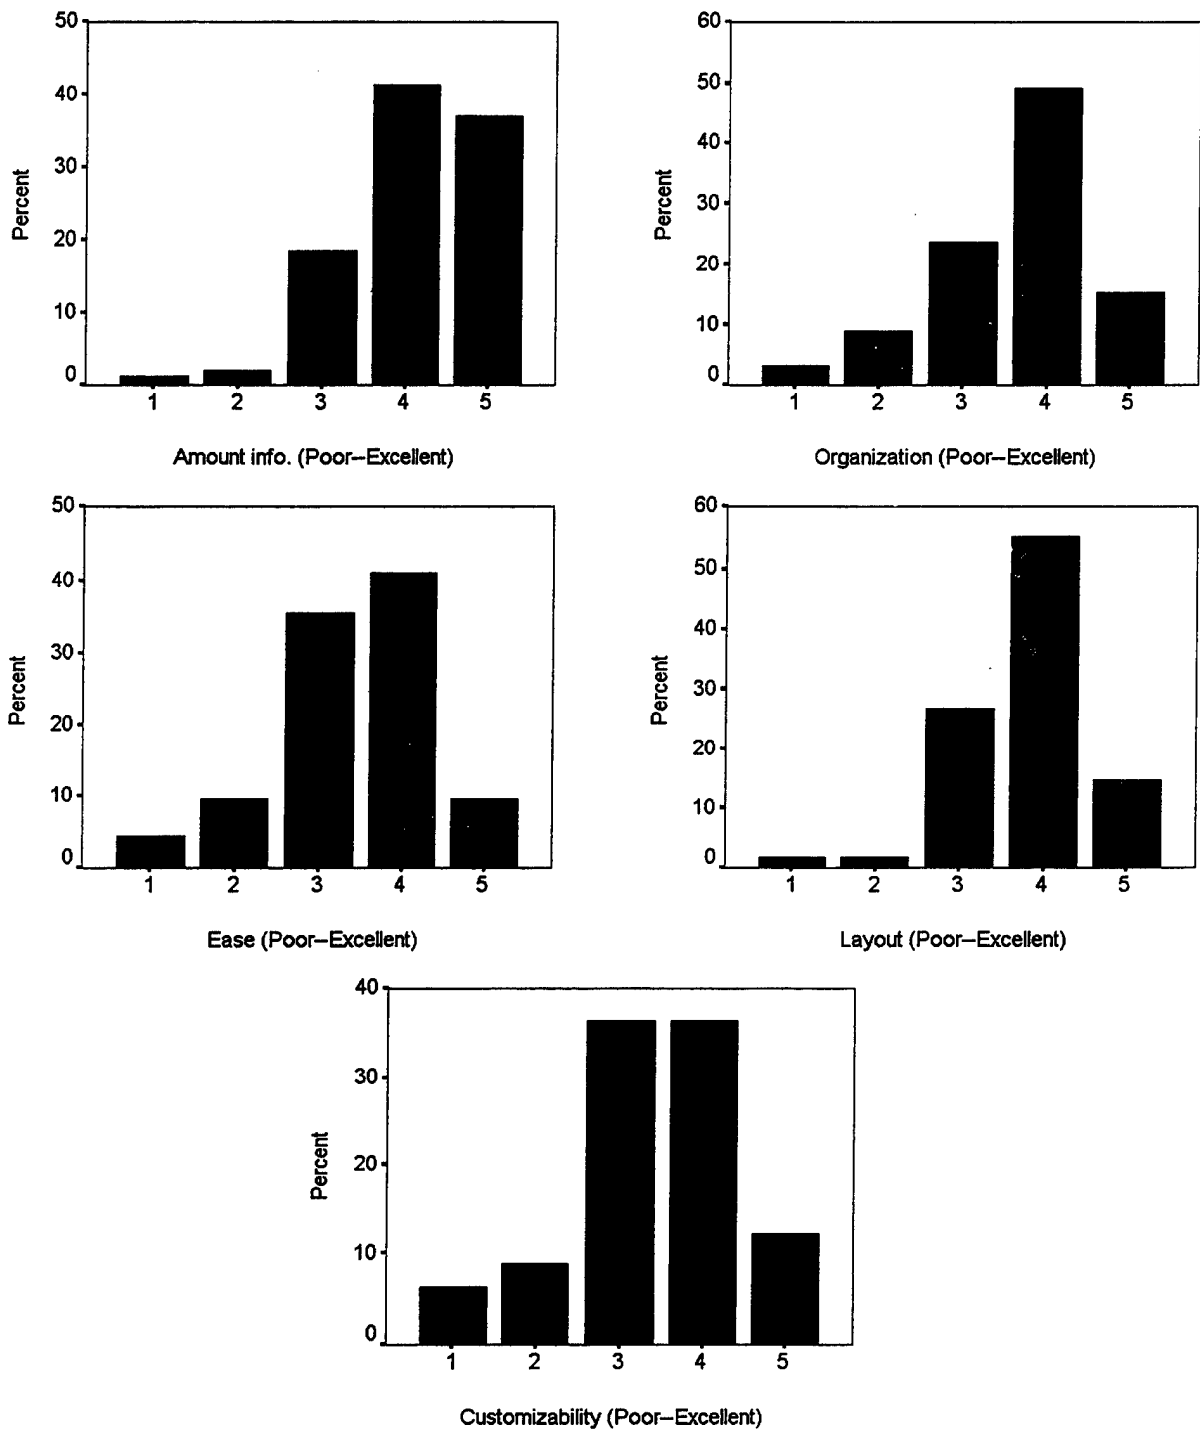 50
40
30
20
10
0
Percent
1 2 3 4 5
Amount info. (Poor–Excellent)
60
50
40
30
20
10
0
Percent
1 2 3 4 5
Organization (Poor–Excellent)
50
40
30
20
10
0
Percent
1 2 3 4 5
Ease (Poor–Excellent)
60
50
40
30
20
10
0
Percent
1 2 3 4 5
Layout (Poor–Excellent)
40
30
20
10
0
Percent
1 2 3 4 5
Customizability (Poor–Excellent)